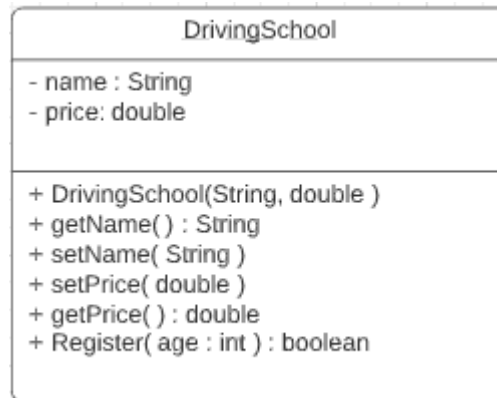 DrivingSchool
- name : String
- price: double
+ DrivingSchool(String, double )
+ getName( ) : String
+ setName( String )
+ setPrice( double )
+ getPrice( ) : double
+ Register( age : int ) : boolean